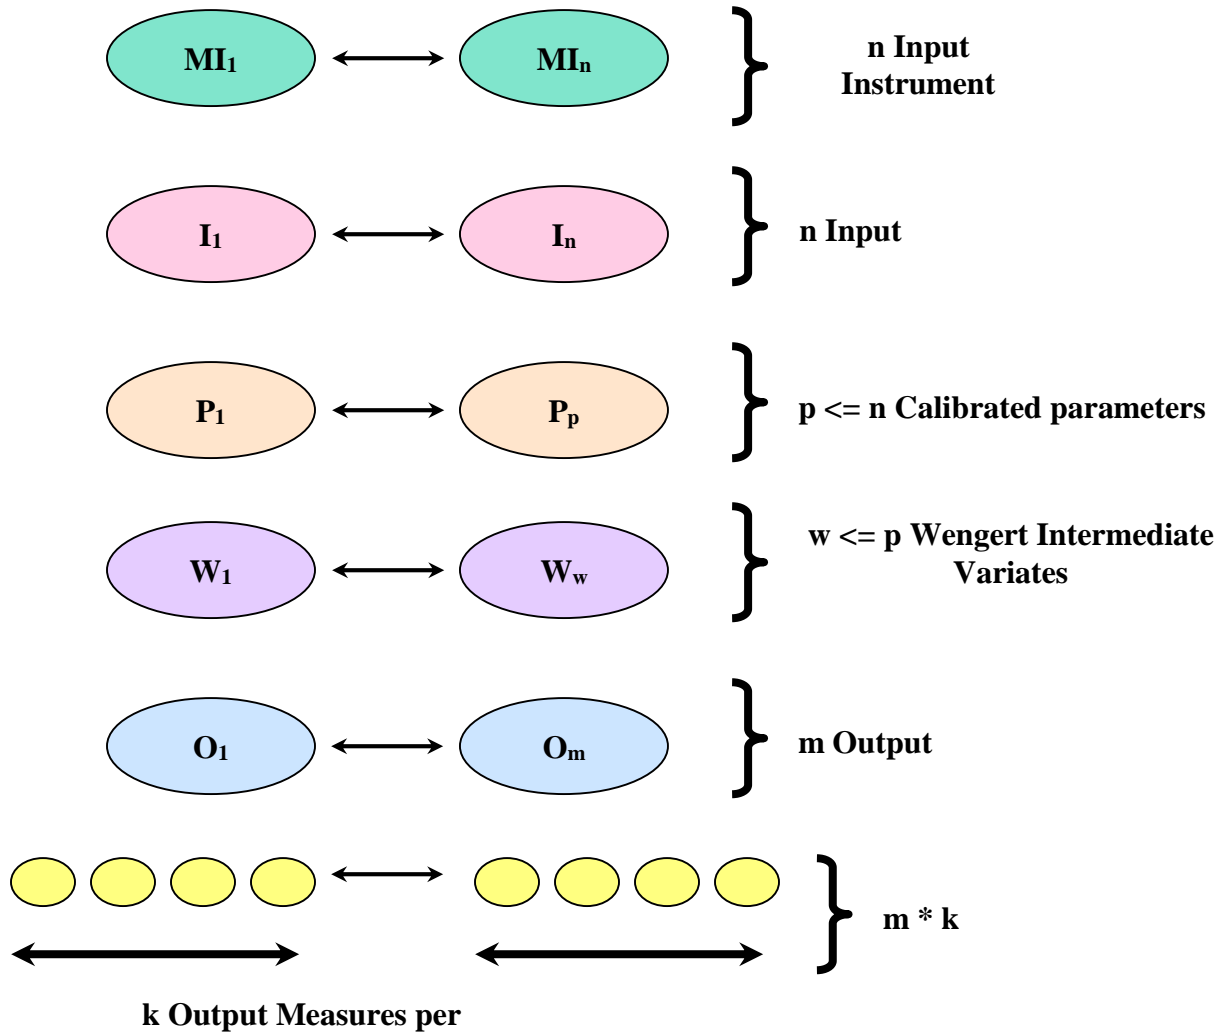 MI₁
MIₙ
n Input
Instrument
I₁
Iₙ
n Input
P₁
Pₚ
p <= n Calibrated parameters
W₁
W_w
w <= p Wengert Intermediate
Variates
O₁
Oₘ
m Output
m * k
k Output Measures per